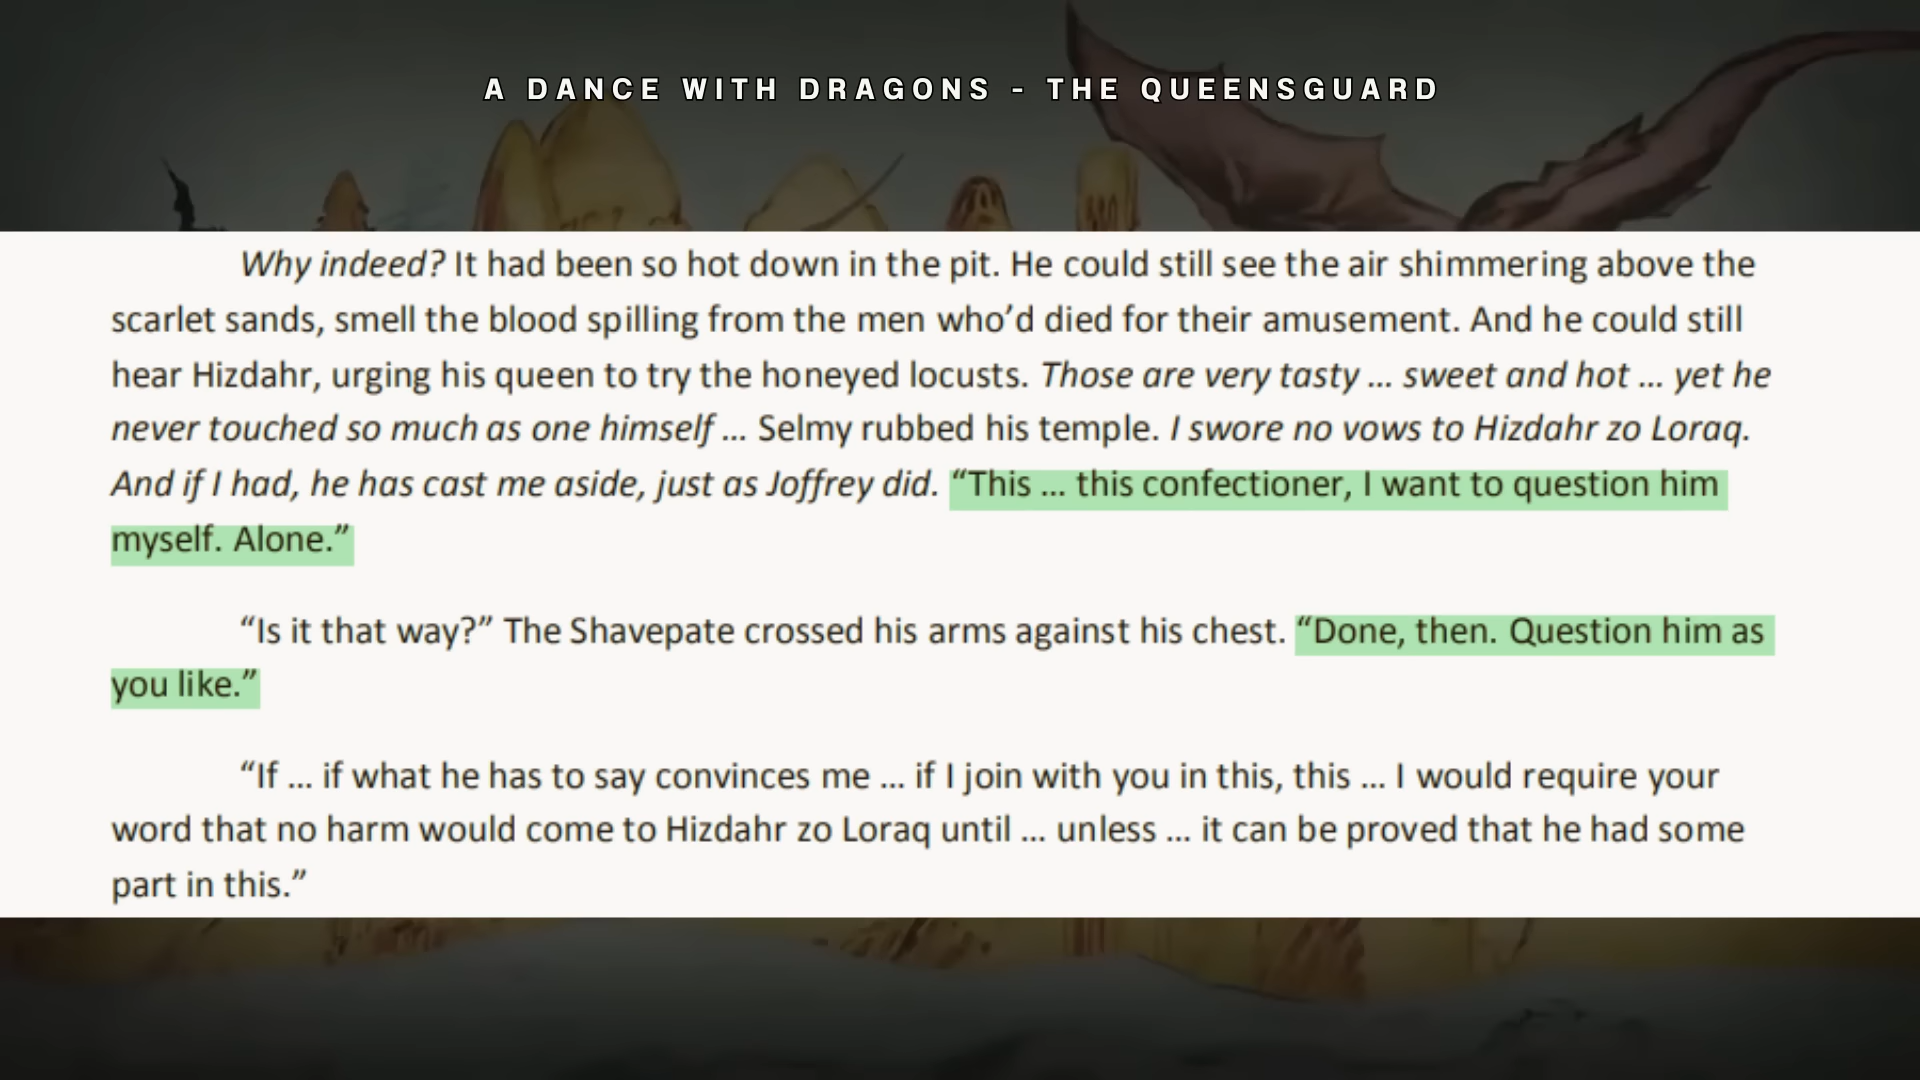 A DANCE WITH DRAGONS - THE QUEENSGUARD
Why indeed? It had been so hot down in the pit. He could still see the air shimmering above the
scarlet sands, smell the blood spilling from the men who’d died for their amusement. And he could still
hear Hizdahr, urging his queen to try the honeyed locusts. Those are very tasty ... sweet and hot ... yet he
never touched so much as one himself ... Selmy rubbed his temple. I swore no vows to Hizdahr zo Loraq.
And if I had, he has cast me aside, just as Joffrey did. “This ... this confectioner, I want to question him
myself. Alone.”
“Is it that way?” The Shavepate crossed his arms against his chest. “Done, then. Question him as
you like.”
“If ... if what he has to say convinces me ... if I join with you in this, this ... I would require your
word that no harm would come to Hizdahr zo Loraq until ... unless ... it can be proved that he had some
part in this.”